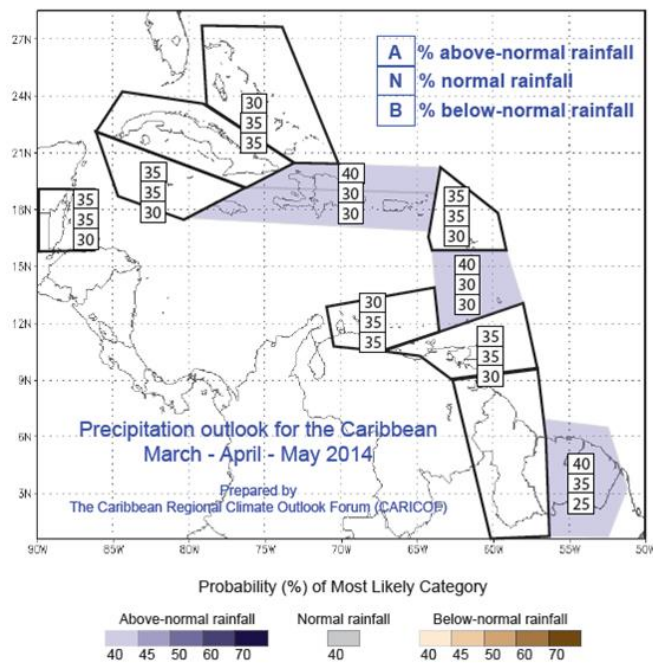 27N
24N
21N
18N
15N
12N
9N
6N
3N
A % above-normal rainfall
N % normal rainfall
B % below-normal rainfall
30
35
35
35
35
30
40
30
30
35
35
30
35
35
30
40
30
30
30
35
35
35
35
30
40
35
25
Precipitation outlook for the Caribbean
March - April - May 2014
Prepared by
The Caribbean Regional Climate Outlook Forum (CARICOF)
90W 85W 80W 75W 70W 65W 60W 55W 50W
Probability (%) of Most Likely Category
Above-normal rainfall Normal rainfall Below-normal rainfall
40 45 50 60 70 40 40 45 50 60 70